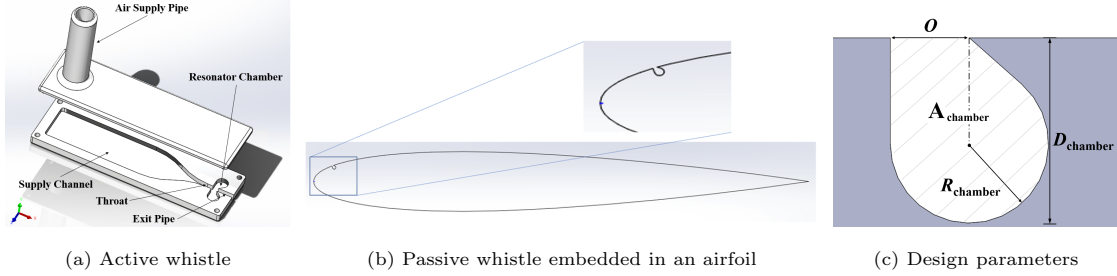 Air Supply Pipe
Resonator Chamber
Supply Channel
Throat
Exit Pipe
O
A chamber
D chamber
R chamber
(a) Active whistle
(b) Passive whistle embedded in an airfoil
(c) Design parameters